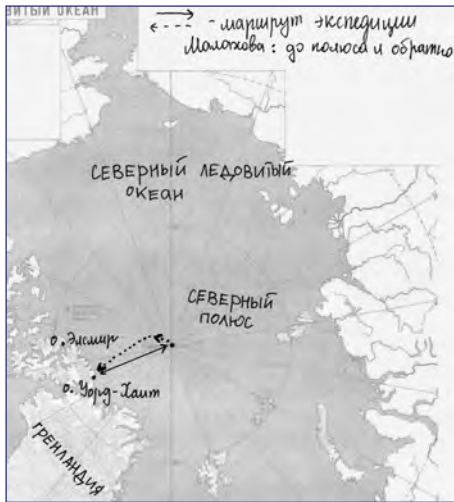 ВИТЫЙ ОКЕАН
- маршрут экспедиции
Малахова: до полюса и обратно
СЕВЕРНЫЙ ЛЕДОВИТЫЙ
ОКЕАН
СЕВЕРНЫЙ
ПОЛЮС
о. Элсмир
о. Уорд-Хант
ГРЕНЛАНДИЯ